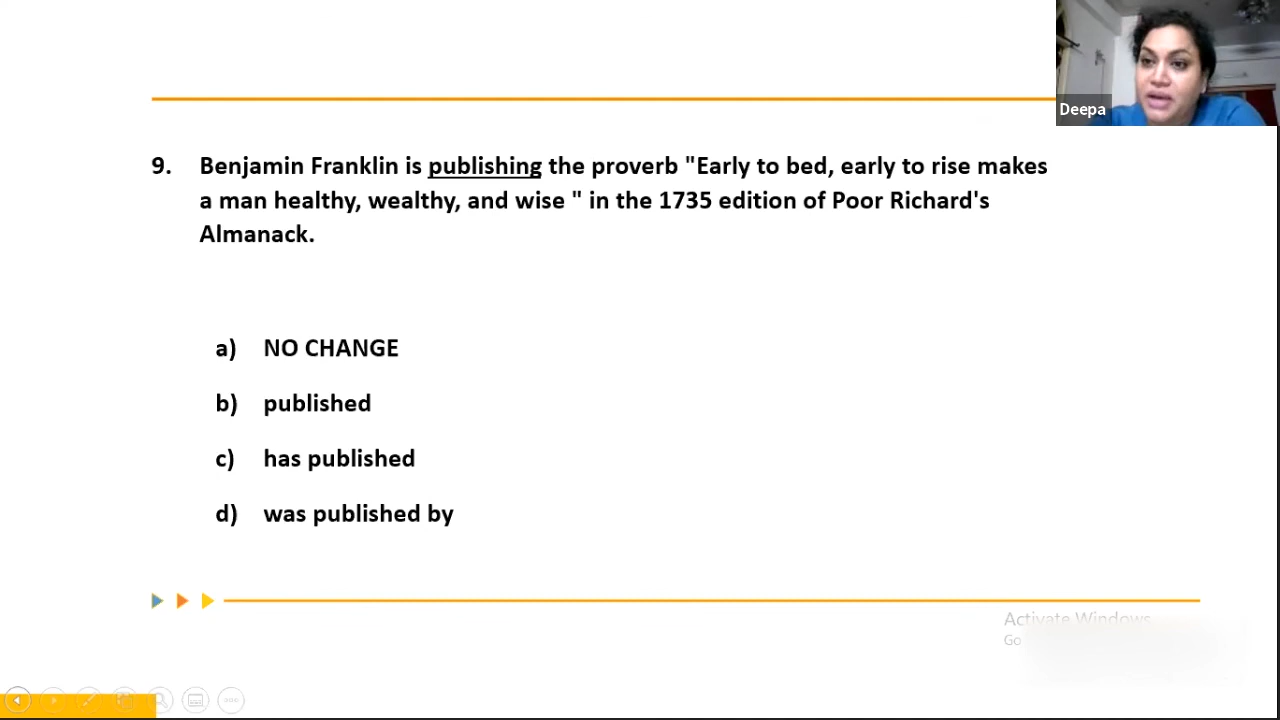 Deepa
9. Benjamin Franklin is publishing the proverb "Early to bed, early to rise makes
a man healthy, wealthy, and wise " in the 1735 edition of Poor Richard's
Almanack.
a) NO CHANGE
b) published
c) has published
d) was published by
Activate Windows
Go